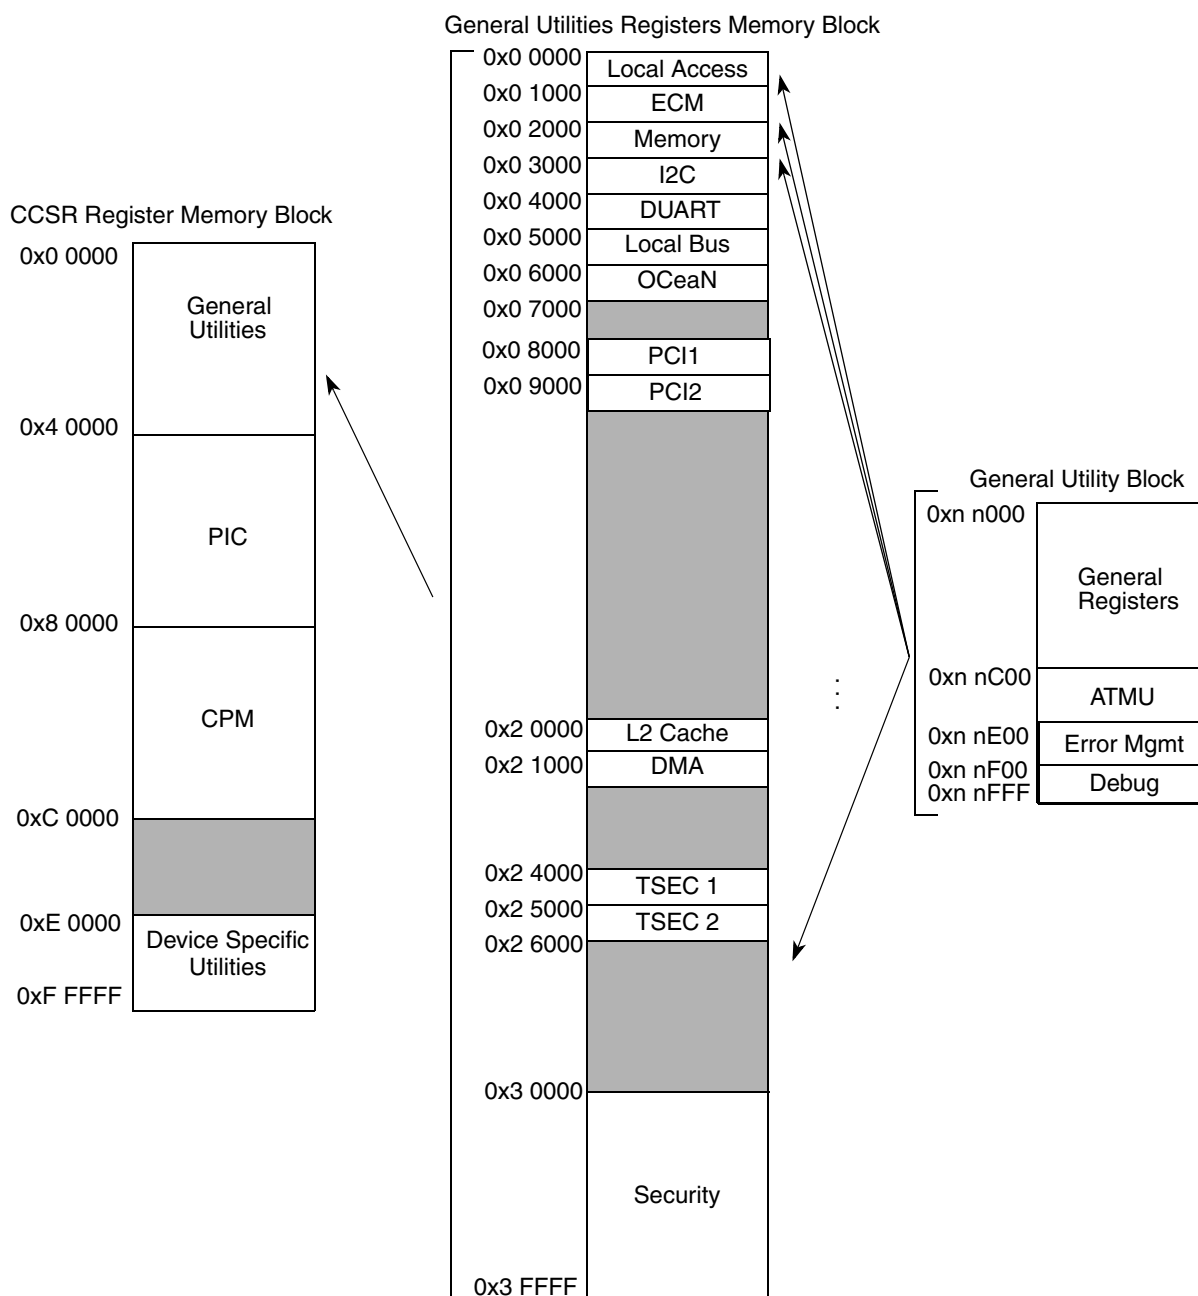 General Utilities Registers Memory Block
0x0 0000
Local Access
0x0 1000
ECM
0x0 2000
Memory
0x0 3000
I2C
0x0 4000
DUART
0x0 5000
Local Bus
0x0 6000
OCeaN
0x0 7000
0x0 8000
PCI1
0x0 9000
PCI2
0x2 0000
L2 Cache
0x2 1000
DMA
0x2 4000
TSEC 1
0x2 5000
TSEC 2
0x2 6000
0x3 0000
Security
0x3 FFFF
CCSR Register Memory Block
0x0 0000
General
Utilities
0x4 0000
PIC
0x8 0000
CPM
0xC 0000
0xE 0000
Device Specific
Utilities
0xF FFFF
General Utility Block
0xn n000
General
Registers
0xn nC00
ATMU
0xn nE00
Error Mgmt
0xn nF00
Debug
0xn nFFF